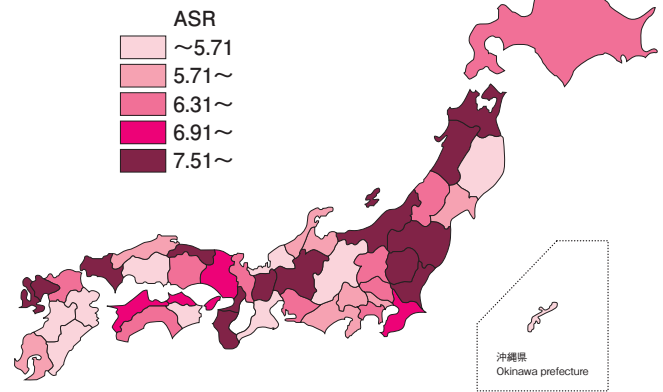 ASR
～5.71
5.71～
6.31～
6.91～
7.51～
沖縄県
Okinawa prefecture